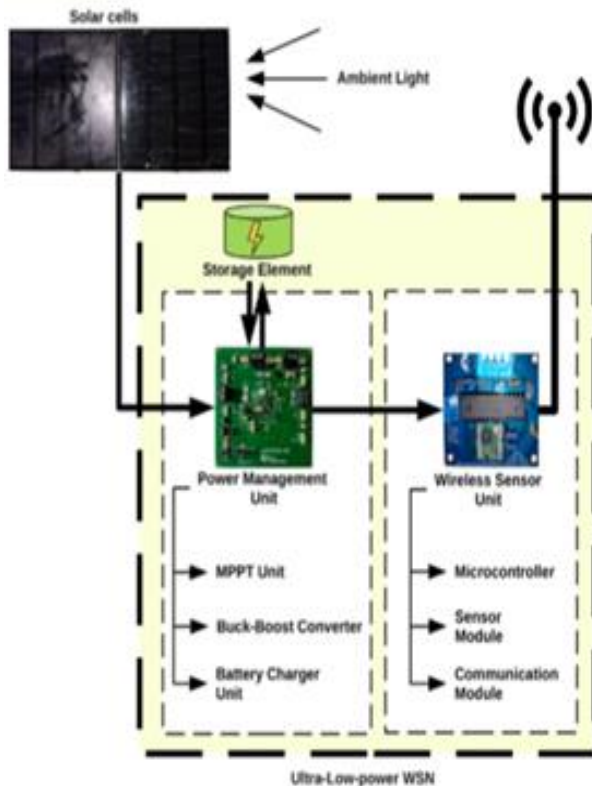 Solar cells
Ambient Light
Storage Element
Power Management
Unit
MPPT Unit
Buck-Boost Converter
Battery Charger
Unit
Wireless Sensor
Unit
Microcontroller
Sensor
Module
Communication
Module
Ultra-Low-power WSN